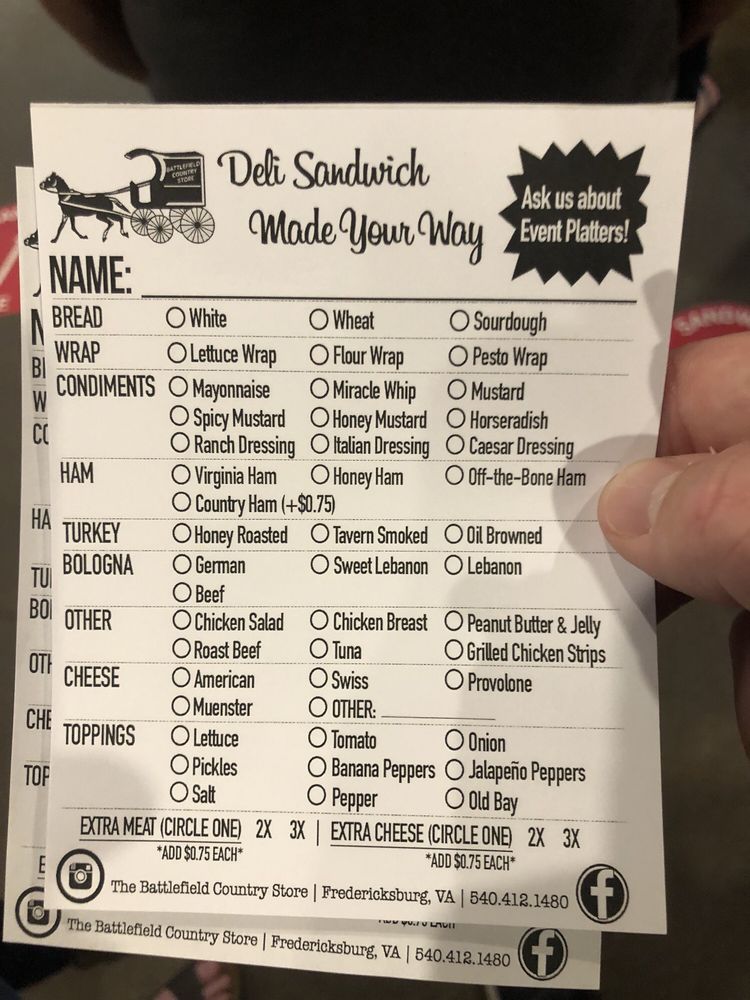 BATTLEFIELD
COUNTRY
STORE
Deli Sandwich
Made Your Way
Ask us about
Event Platters!
NAME:
BREAD White Wheat Sourdough
WRAP Lettuce Wrap Flour Wrap Pesto Wrap
CONDIMENTS Mayonnaise Miracle Whip Mustard
Spicy Mustard Honey Mustard Horseradish
Ranch Dressing Italian Dressing Caesar Dressing
HAM Virginia Ham Honey Ham Off-the-Bone Ham
Country Ham (+$0.75)
TURKEY Honey Roasted Tavern Smoked Oil Browned
BOLOGNA German Sweet Lebanon Lebanon
Beef
OTHER Chicken Salad Chicken Breast Peanut Butter & Jelly
Roast Beef Tuna Grilled Chicken Strips
CHEESE American Swiss Provolone
Muenster OTHER:
TOPPINGS Lettuce Tomato Onion
Pickles Banana Peppers Jalapeño Peppers
Salt Pepper Old Bay
EXTRA MEAT (CIRCLE ONE) 2X 3X | EXTRA CHEESE (CIRCLE ONE) 2X 3X
*ADD $0.75 EACH* *ADD $0.75 EACH*
The Battlefield Country Store | Fredericksburg, VA | 540.412.1480
The Battlefield Country Store | Fredericksburg, VA | 540.412.1480